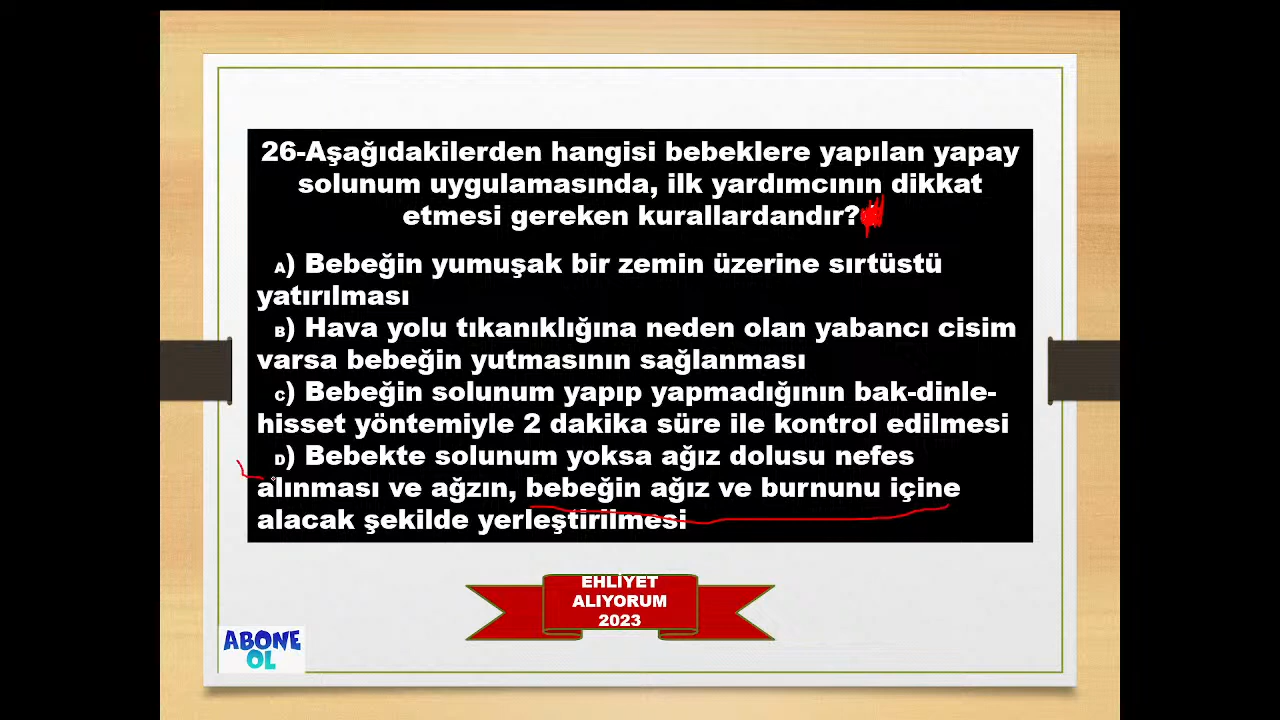 26-Aşağıdakilerden hangisi bebeklere yapılan yapay
solunum uygulamasında, ilk yardımcının dikkat
etmesi gereken kurallardandır?
A) Bebeğin yumuşak bir zemin üzerine sırtüstü
yatırılması
B) Hava yolu tıkanıklığına neden olan yabancı cisim
varsa bebeğin yutmasının sağlanması
C) Bebeğin solunum yapıp yapmadığının bak-dinle-
hisset yöntemiyle 2 dakika süre ile kontrol edilmesi
D) Bebekte solunum yoksa ağız dolusu nefes
alınması ve ağzın, bebeğin ağız ve burnunu içine
alacak şekilde yerleştirilmesi
EHLİYET
ALIYORUM
2023
ABONE
OL